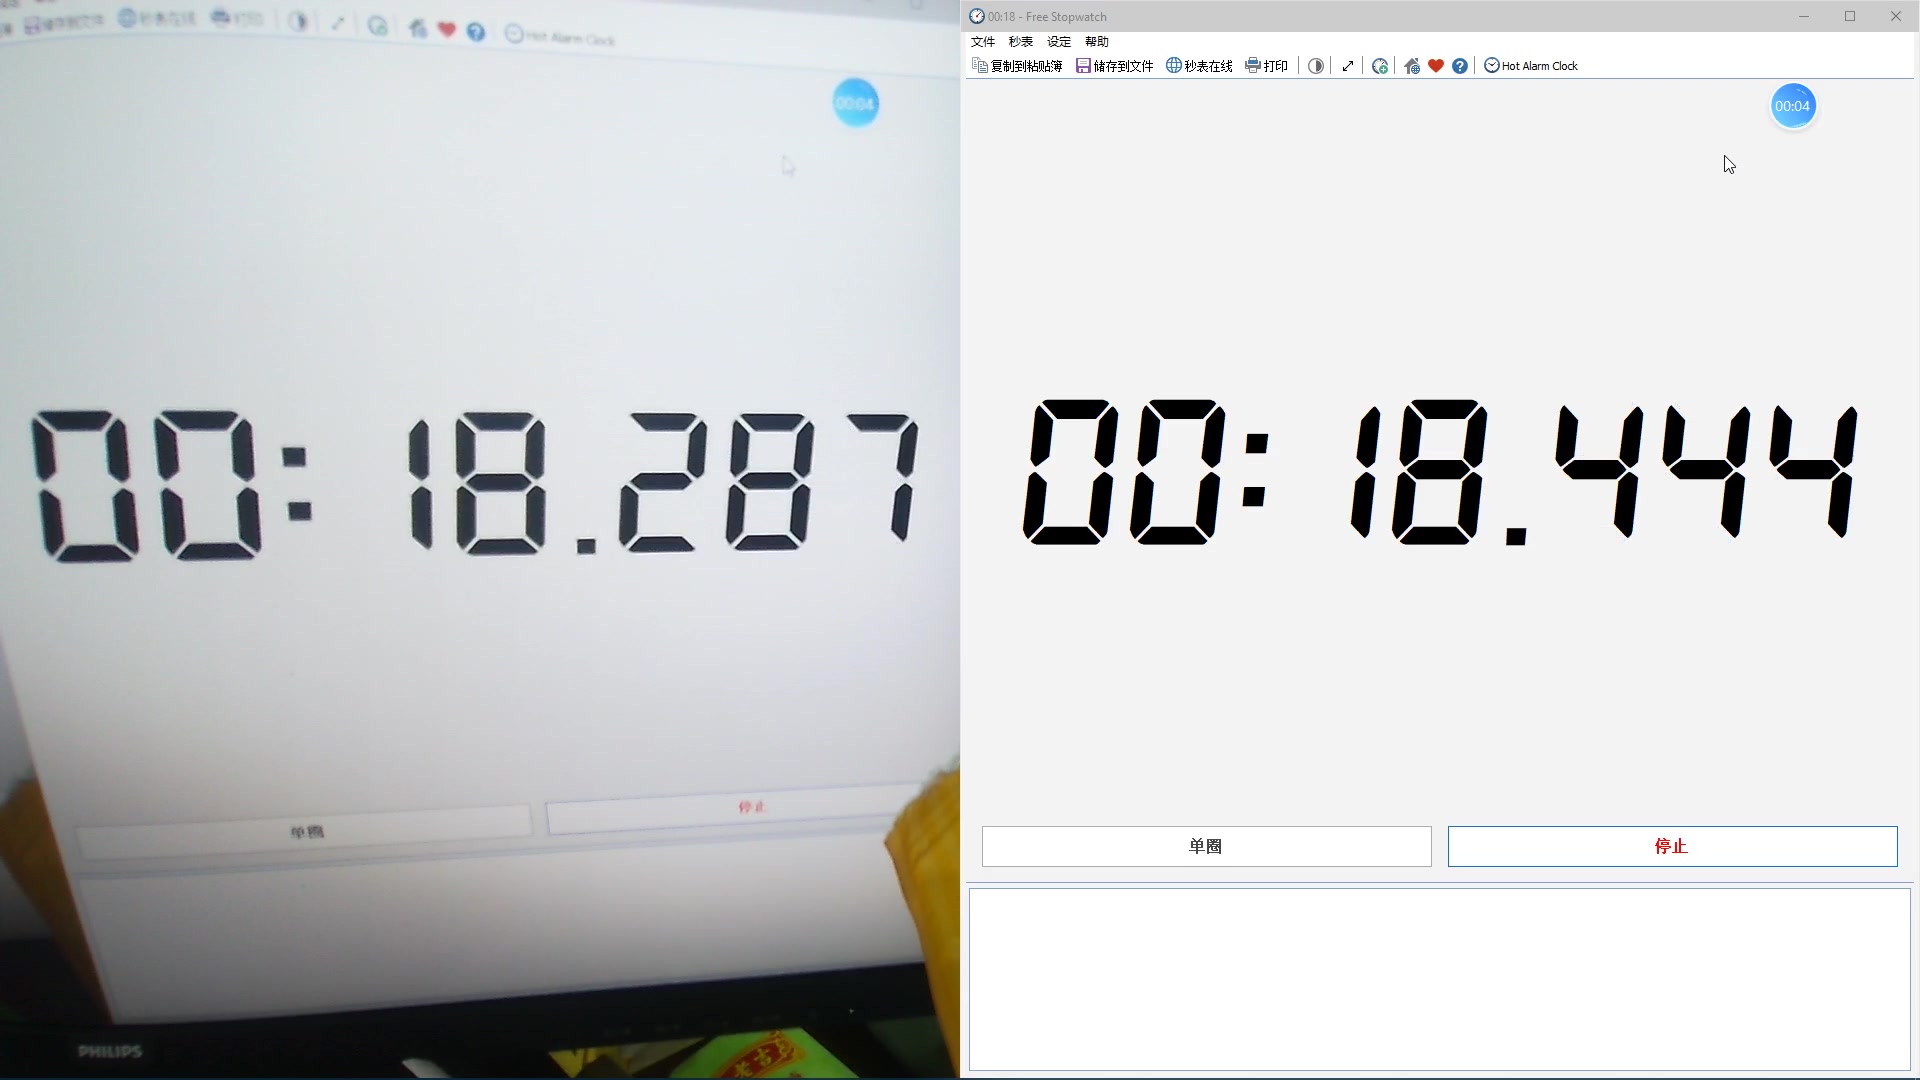 储存到文件 秒表在线 打印 Hot Alarm Clock
00:04
00:18.287
单圈 停止
PHILIPS
00:18 - Free Stopwatch
文件 秒表 设定 帮助
复制到粘贴簿 储存到文件 秒表在线 打印 Hot Alarm Clock
00:04
00:18.444
单圈 停止